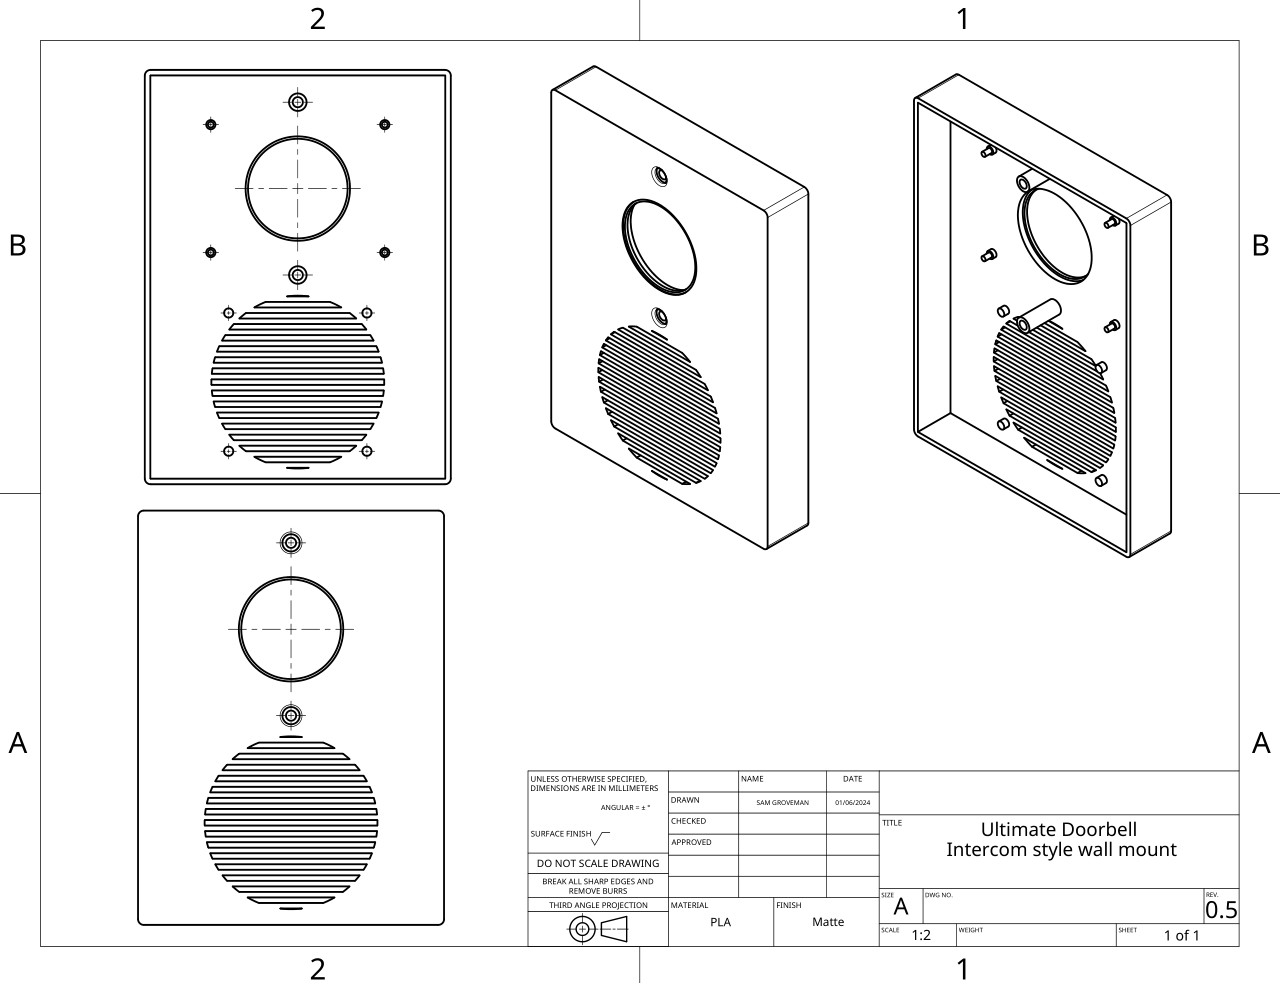 2
1
B
B
A
A
UNLESS OTHERWISE SPECIFIED,
DIMENSIONS ARE IN MILLIMETERS
ANGULAR = ± °
SURFACE FINISH
DO NOT SCALE DRAWING
BREAK ALL SHARP EDGES AND
REMOVE BURRS
THIRD ANGLE PROJECTION
NAME
DATE
DRAWN
SAM GROVEMAN
01/06/2024
CHECKED
APPROVED
MATERIAL
PLA
FINISH
Matte
TITLE
Ultimate Doorbell
Intercom style wall mount
SIZE
A
DWG NO.
REV.
0.5
SCALE
1:2
WEIGHT
SHEET
1 of 1
2
1